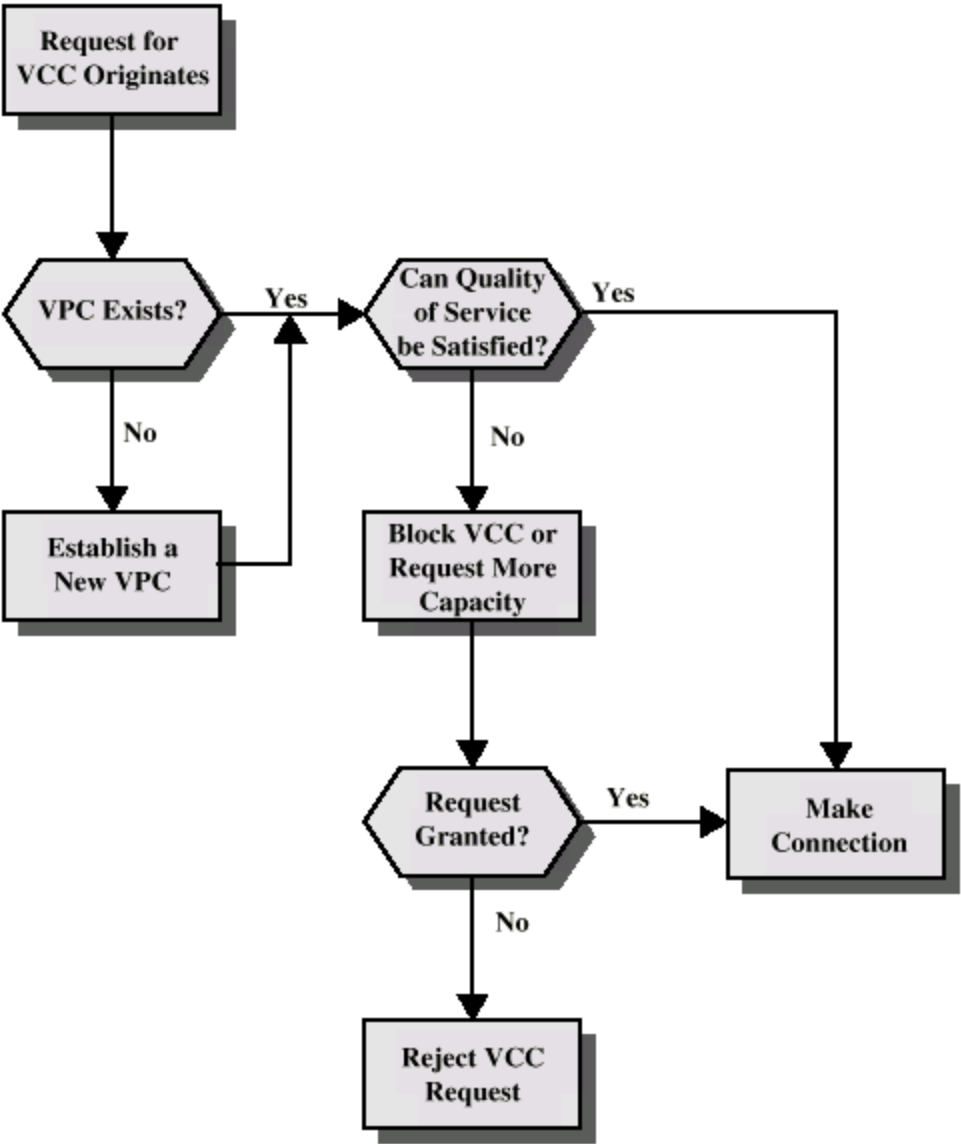 Request for
VCC Originates
VPC Exists?
Yes
Can Quality
of Service
be Satisfied?
Yes
No
No
Establish a
New VPC
Block VCC or
Request More
Capacity
Request
Granted?
Yes
Make
Connection
No
Reject VCC
Request